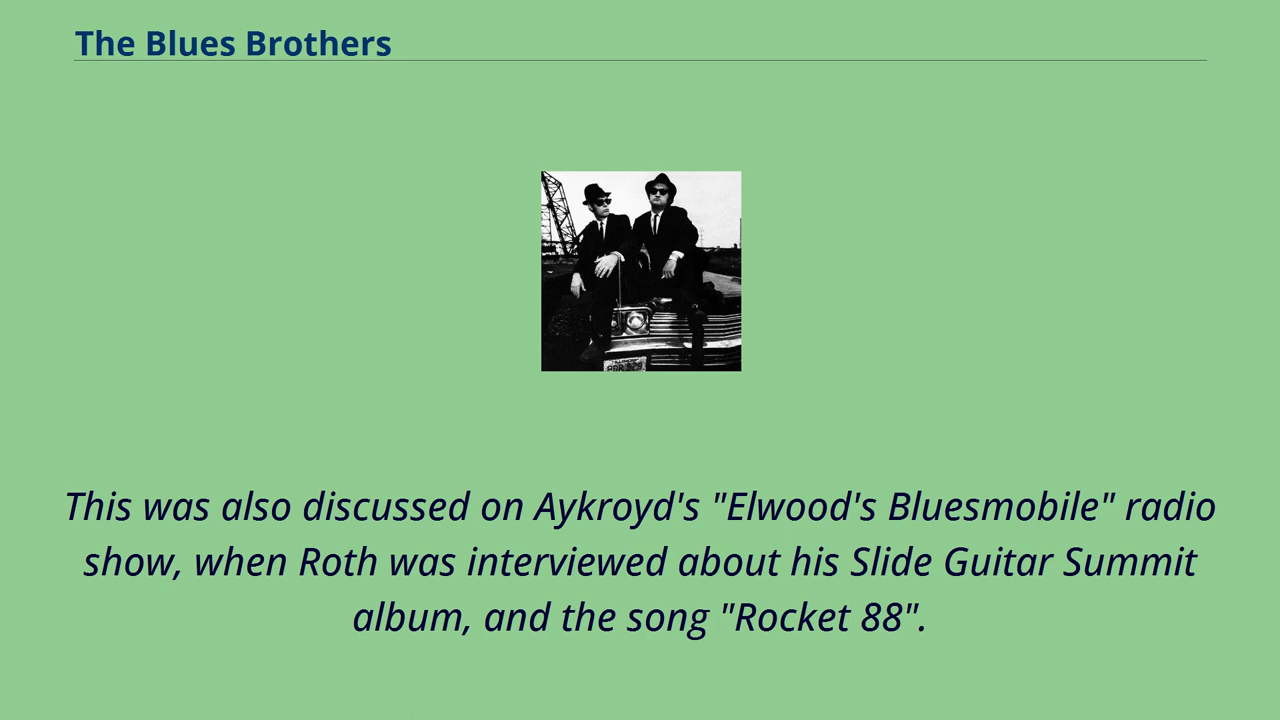 The Blues Brothers
This was also discussed on Aykroyd's "Elwood's Bluesmobile" radio
show, when Roth was interviewed about his Slide Guitar Summit
album, and the song "Rocket 88".